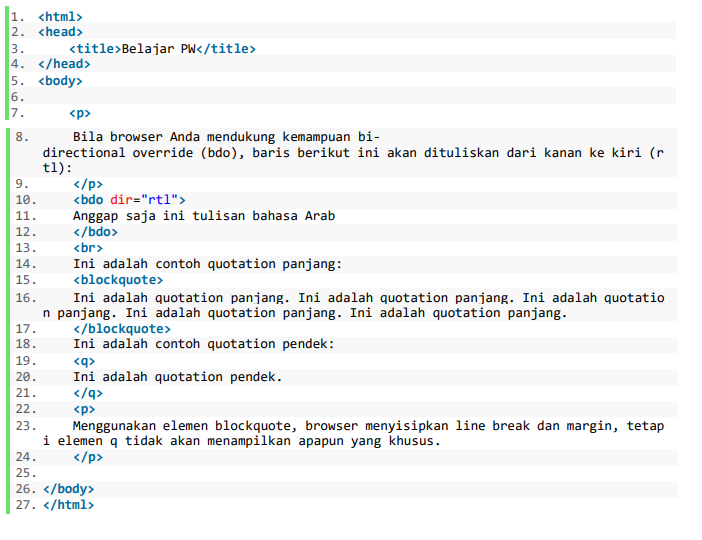 1. <html>
2. <head>
3. <title>Belajar PW</title>
4. </head>
5. <body>
6.
7. <p>
8. Bila browser Anda mendukung kemampuan bi-
directional override (bdo), baris berikut ini akan dituliskan dari kanan ke kiri (r
tl):
9. </p>
10. <bdo dir="rtl">
11. Anggap saja ini tulisan bahasa Arab
12. </bdo>
13. <br>
14. Ini adalah contoh quotation panjang:
15. <blockquote>
16. Ini adalah quotation panjang. Ini adalah quotation panjang. Ini adalah quotatio
n panjang. Ini adalah quotation panjang. Ini adalah quotation panjang.
17. </blockquote>
18. Ini adalah contoh quotation pendek:
19. <q>
20. Ini adalah quotation pendek.
21. </q>
22. <p>
23. Menggunakan elemen blockquote, browser menyisipkan line break dan margin, tetap
i elemen q tidak akan menampilkan apapun yang khusus.
24. </p>
25.
26. </body>
27. </html>